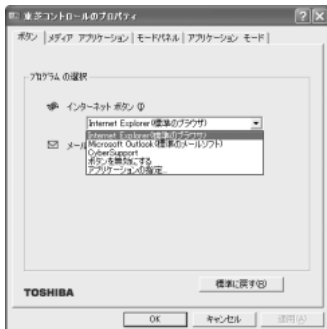 東芝コントロールのプロパティ
ボタン メディア アプリケーション モードパネル アプリケーション モード
プログラムの選択
インターネット ボタン(I)
Internet Explorer(標準のブラウザ)
Internet Explorer(標準のブラウザ)
Microsoft Outlook(標準のメールソフト)
CyberSupport
ボタンを無効にする
アプリケーションの指定...
メール
標準に戻す(R)
TOSHIBA
OK キャンセル 適用(A)